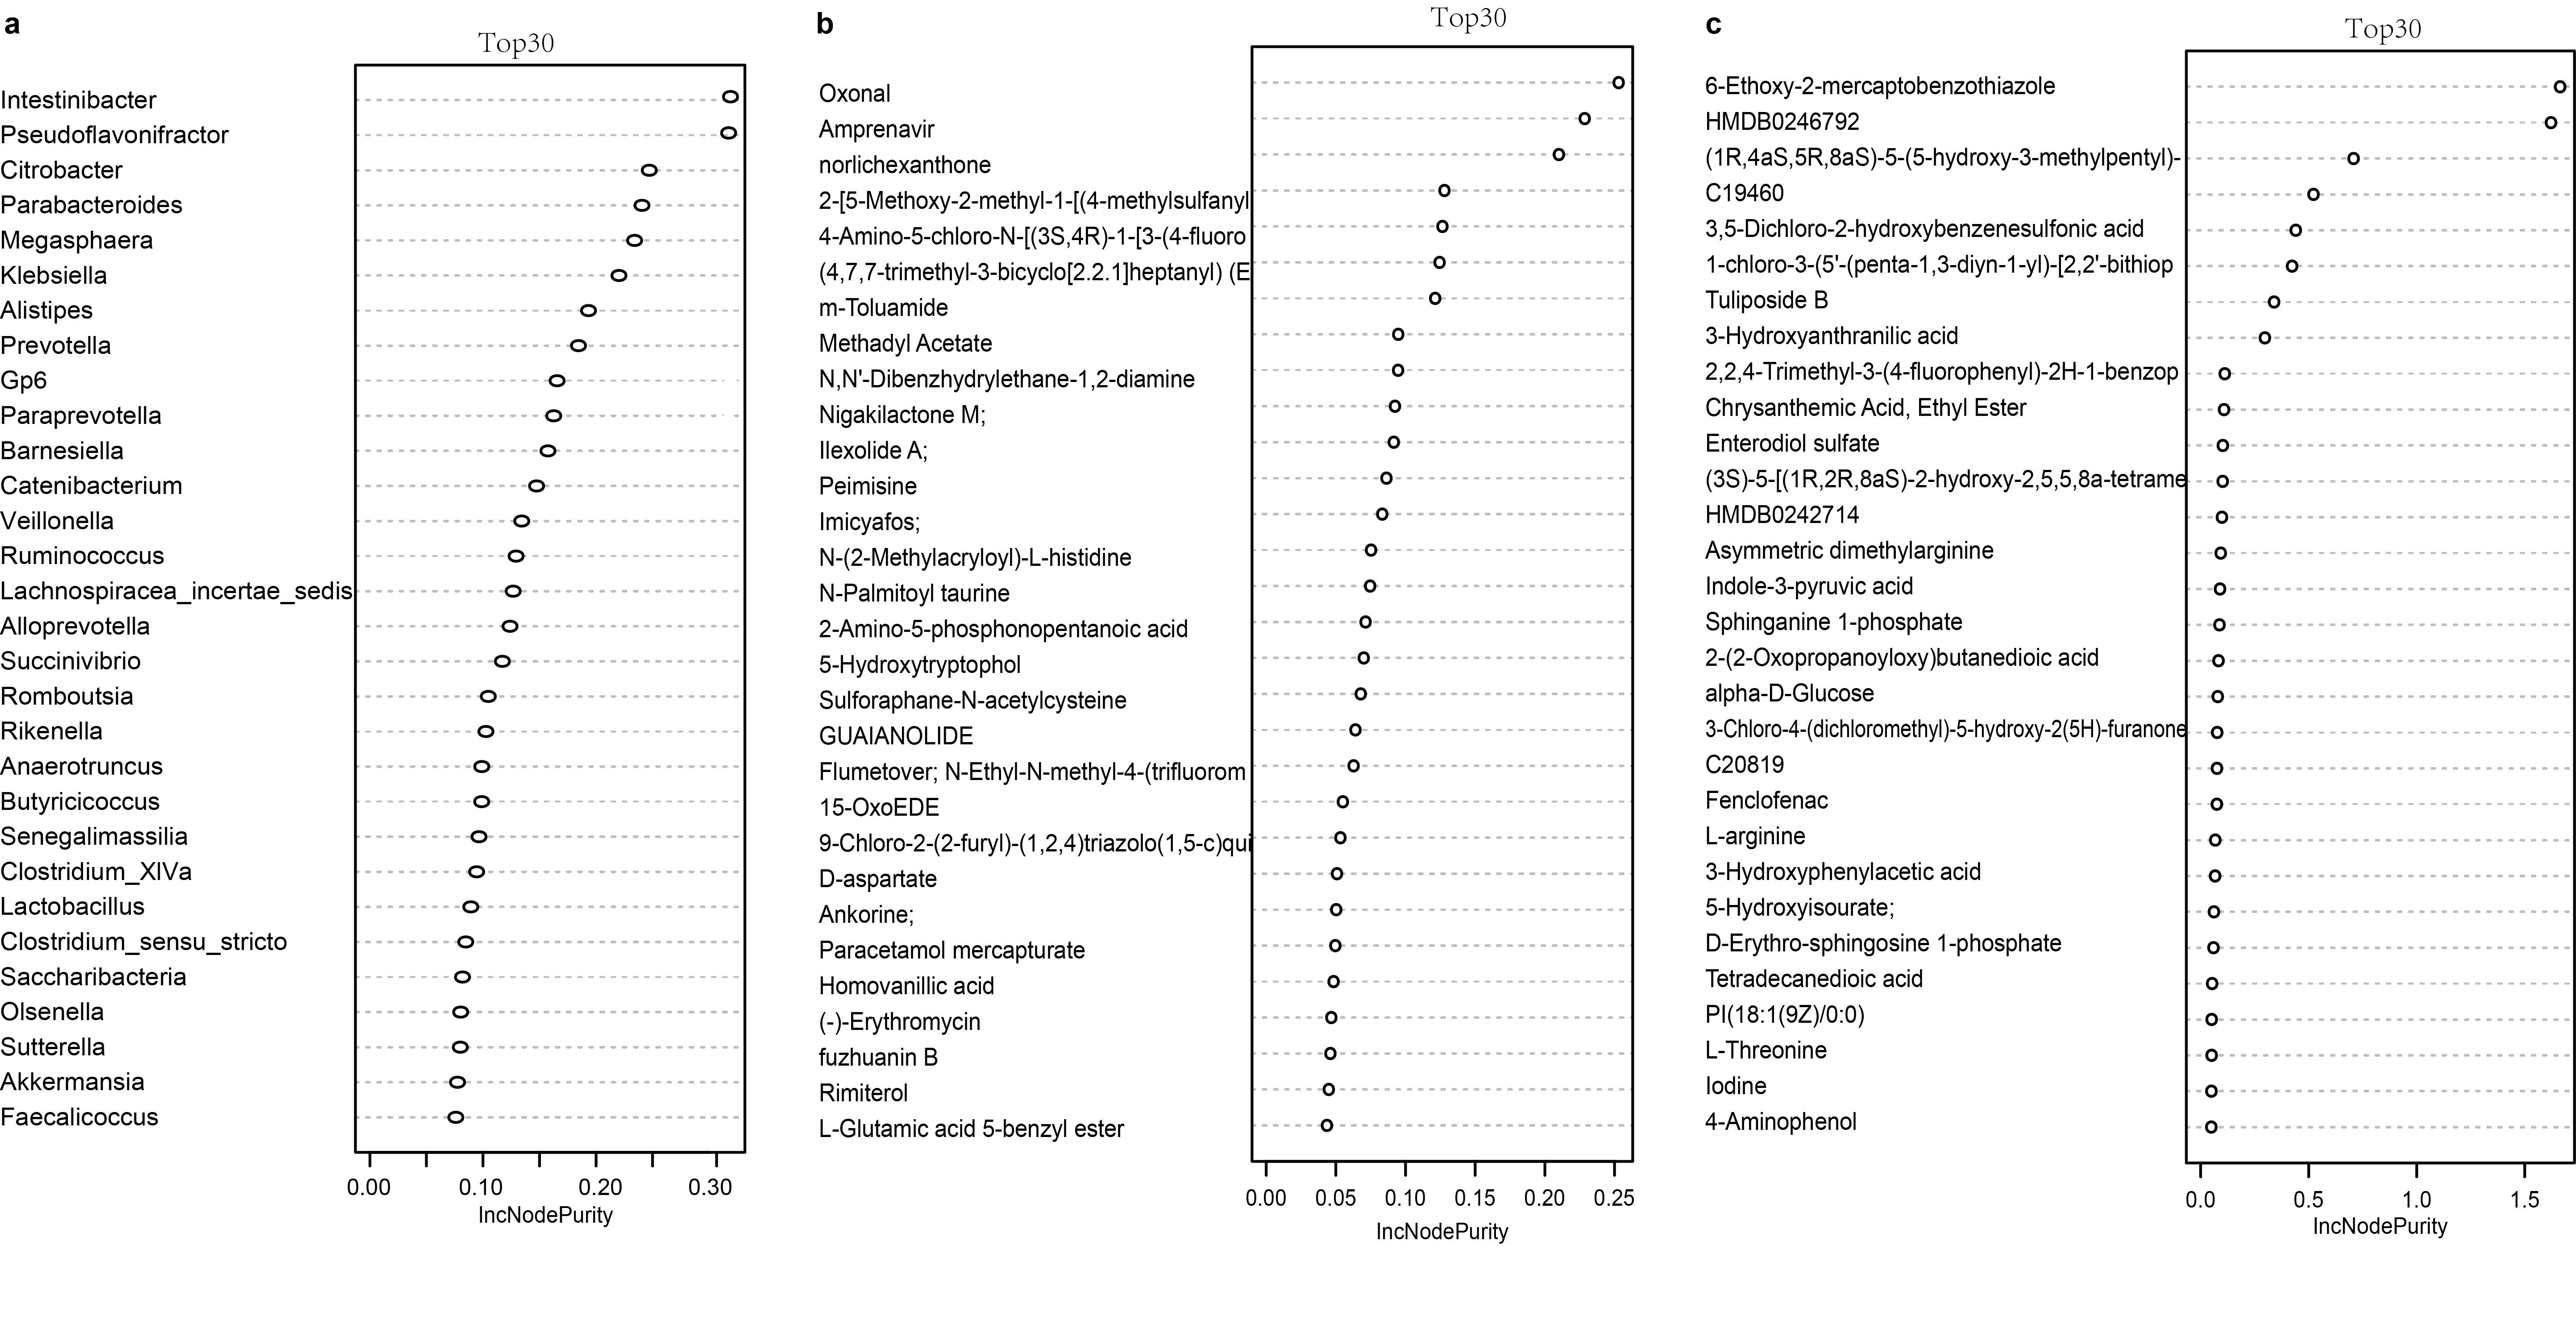 a
Top30
Intestinibacter
Pseudoflavonifractor
Citrobacter
Parabacteroides
Megasphaera
Klebsiella
Alistipes
Prevotella
Gp6
Paraprevotella
Barnesiella
Catenibacterium
Veillonella
Ruminococcus
Lachnospiracea_incertae_sedis
Alloprevotella
Succinivibrio
Romboutsia
Rikenella
Anaerotruncus
Butyricicoccus
Senegalimassilia
Clostridium_XlVa
Lactobacillus
Clostridium_sensu_stricto
Saccharibacteria
Olsenella
Sutterella
Akkermansia
Faecalicoccus
0.00 0.10 0.20 0.30
IncNodePurity
b
Top30
Oxonal
Amprenavir
norlichexanthone
2-[5-Methoxy-2-methyl-1-[(4-methylsulfanyl
4-Amino-5-chloro-N-[(3S,4R)-1-[3-(4-fluoro
(4,7,7-trimethyl-3-bicyclo[2.2.1]heptanyl) (E
m-Toluamide
Methadyl Acetate
N,N'-Dibenzhydrylethane-1,2-diamine
Nigakilactone M;
Ilexolide A;
Peimisine
Imicyafos;
N-(2-Methylacryloyl)-L-histidine
N-Palmitoyl taurine
2-Amino-5-phosphonopentanoic acid
5-Hydroxytryptophol
Sulforaphane-N-acetylcysteine
GUAIANOLIDE
Flumetover; N-Ethyl-N-methyl-4-(trifluorom
15-OxoEDE
9-Chloro-2-(2-furyl)-(1,2,4)triazolo(1,5-c)qui
D-aspartate
Ankorine;
Paracetamol mercapturate
Homovanillic acid
(-)-Erythromycin
fuzhuanin B
Rimiterol
L-Glutamic acid 5-benzyl ester
0.00 0.05 0.10 0.15 0.20 0.25
IncNodePurity
c
Top30
6-Ethoxy-2-mercaptobenzothiazole
HMDB0246792
(1R,4aS,5R,8aS)-5-(5-hydroxy-3-methylpentyl)-
C19460
3,5-Dichloro-2-hydroxybenzenesulfonic acid
1-chloro-3-(5'-(penta-1,3-diyn-1-yl)-[2,2'-bithiop
Tuliposide B
3-Hydroxyanthranilic acid
2,2,4-Trimethyl-3-(4-fluorophenyl)-2H-1-benzop
Chrysanthemic Acid, Ethyl Ester
Enterodiol sulfate
(3S)-5-[(1R,2R,8aS)-2-hydroxy-2,5,5,8a-tetrame
HMDB0242714
Asymmetric dimethylarginine
Indole-3-pyruvic acid
Sphinganine 1-phosphate
2-(2-Oxopropanoyloxy)butanedioic acid
alpha-D-Glucose
3-Chloro-4-(dichloromethyl)-5-hydroxy-2(5H)-furanone
C20819
Fenclofenac
L-arginine
3-Hydroxyphenylacetic acid
5-Hydroxyisourate;
D-Erythro-sphingosine 1-phosphate
Tetradecanedioic acid
PI(18:1(9Z)/0:0)
L-Threonine
Iodine
4-Aminophenol
0.0 0.5 1.0 1.5
IncNodePurity